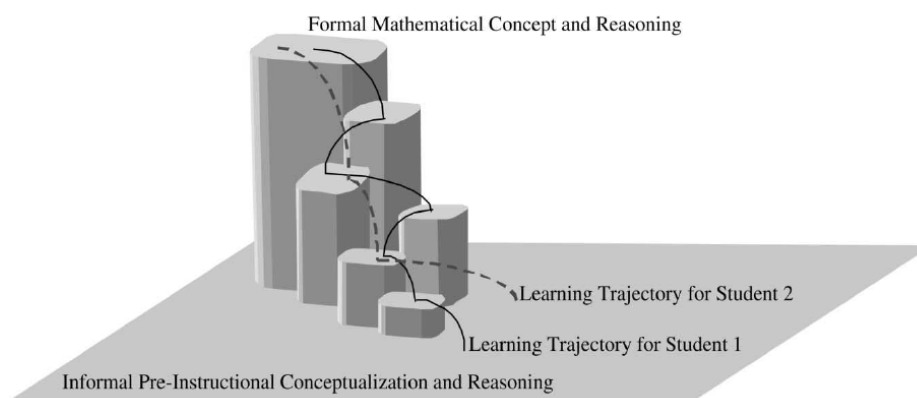 Formal Mathematical Concept and Reasoning
Learning Trajectory for Student 2
Learning Trajectory for Student 1
Informal Pre-Instructional Conceptualization and Reasoning